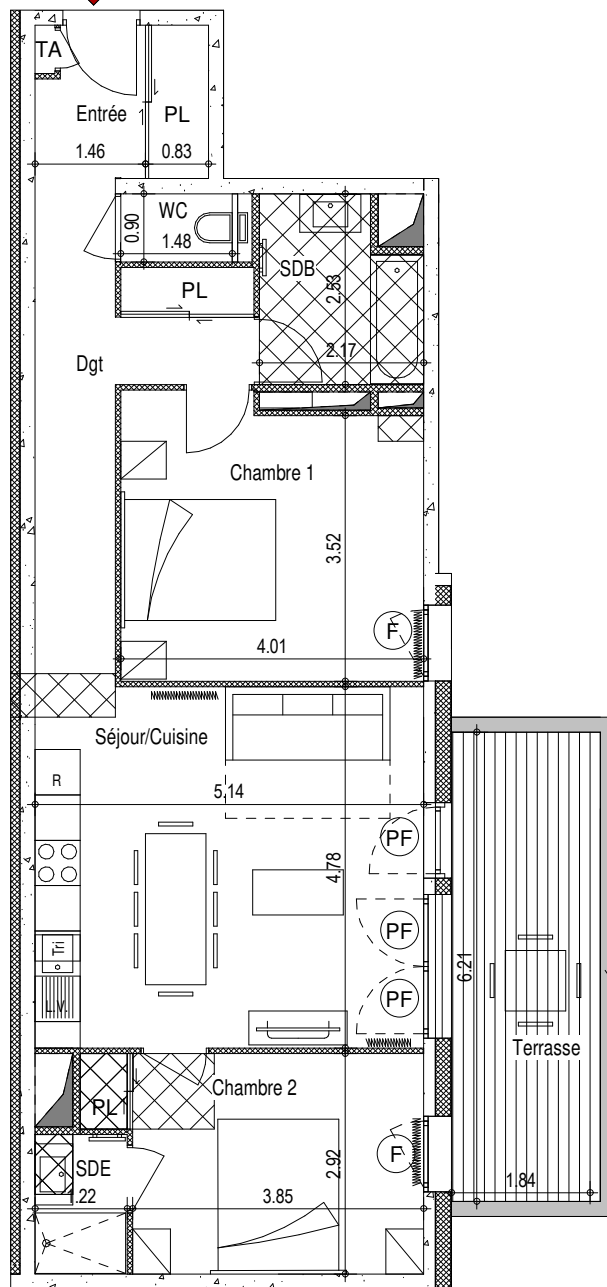 TA
Entrée
PL
1.46
0.83
WC
0.90
1.48
SDB
2.53
PL
2.17
Dgt
Chambre 1
3.52
F
4.01
Séjour/Cuisine
R
5.14
PF
4.78
PF
Tri
6.21
PF
L.V.
Terrasse
PL
Chambre 2
F
SDE
2.92
1.84
1.22
3.85